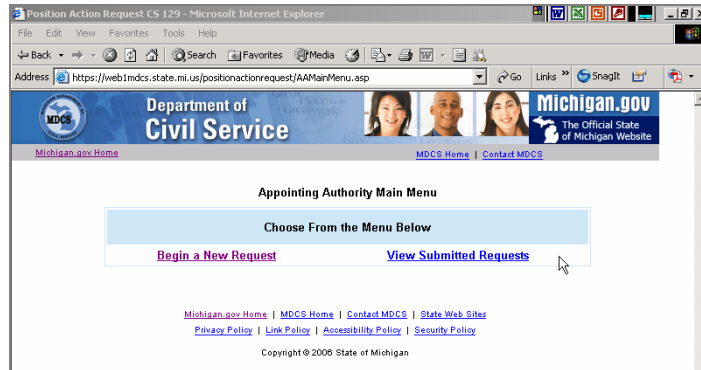 Position Action Request CS 129 - Microsoft Internet Explorer
File Edit View Favorites Tools Help
Back Search Favorites Media
Address https://web1mdcs.state.mi.us/positionactionrequest/AAMainMenu.asp Go Links » SnagIt
MDCS Department of Civil Service Michigan.gov
The Official State of Michigan Website
Michigan.gov Home MDCS Home | Contact MDCS
Appointing Authority Main Menu
Choose From the Menu Below
Begin a New Request View Submitted Requests
Michigan.gov Home | MDCS Home | Contact MDCS | State Web Sites
Privacy Policy | Link Policy | Accessibility Policy | Security Policy
Copyright © 2006 State of Michigan